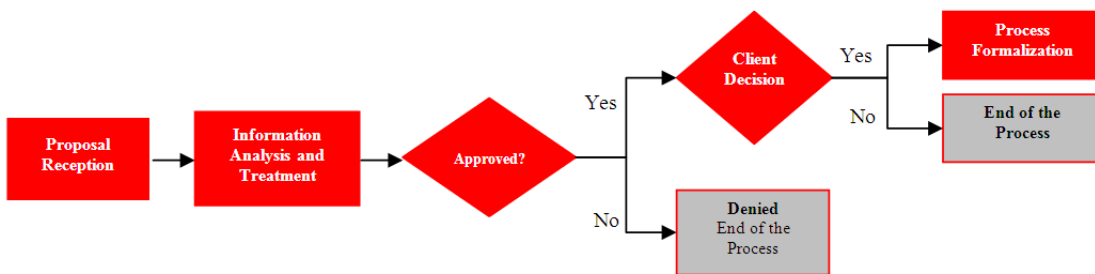 Proposal
Reception
Information
Analysis and
Treatment
Approved?
Yes
No
Client
Decision
Denied
End of the
Process
Yes
No
Process
Formalization
End of the
Process